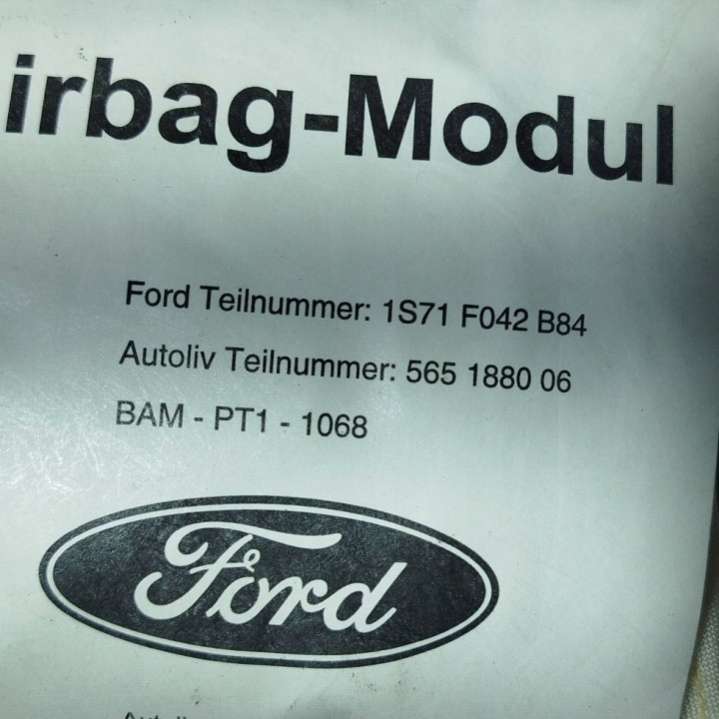 irbag-Modul
Ford Teilnummer: 1S71 F042 B84
Autoliv Teilnummer: 565 1880 06
BAM - PT1 - 1068
Ford